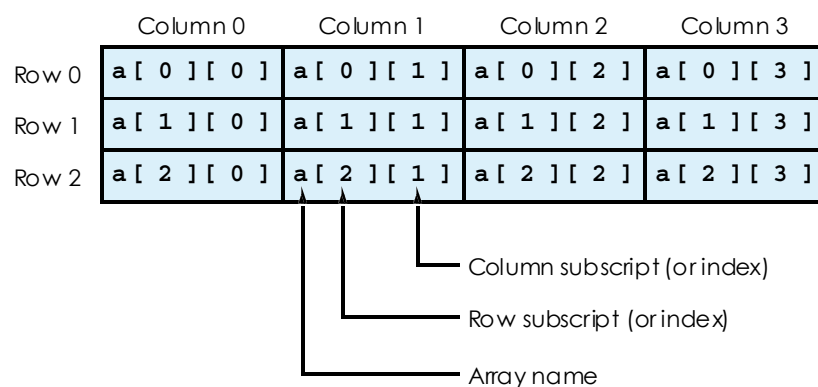 Column 0 Column 1 Column 2 Column 3
Row 0 a[ 0 ][ 0 ] a[ 0 ][ 1 ] a[ 0 ][ 2 ] a[ 0 ][ 3 ]
Row 1 a[ 1 ][ 0 ] a[ 1 ][ 1 ] a[ 1 ][ 2 ] a[ 1 ][ 3 ]
Row 2 a[ 2 ][ 0 ] a[ 2 ][ 1 ] a[ 2 ][ 2 ] a[ 2 ][ 3 ]
Column subscript (or index)
Row subscript (or index)
Array name